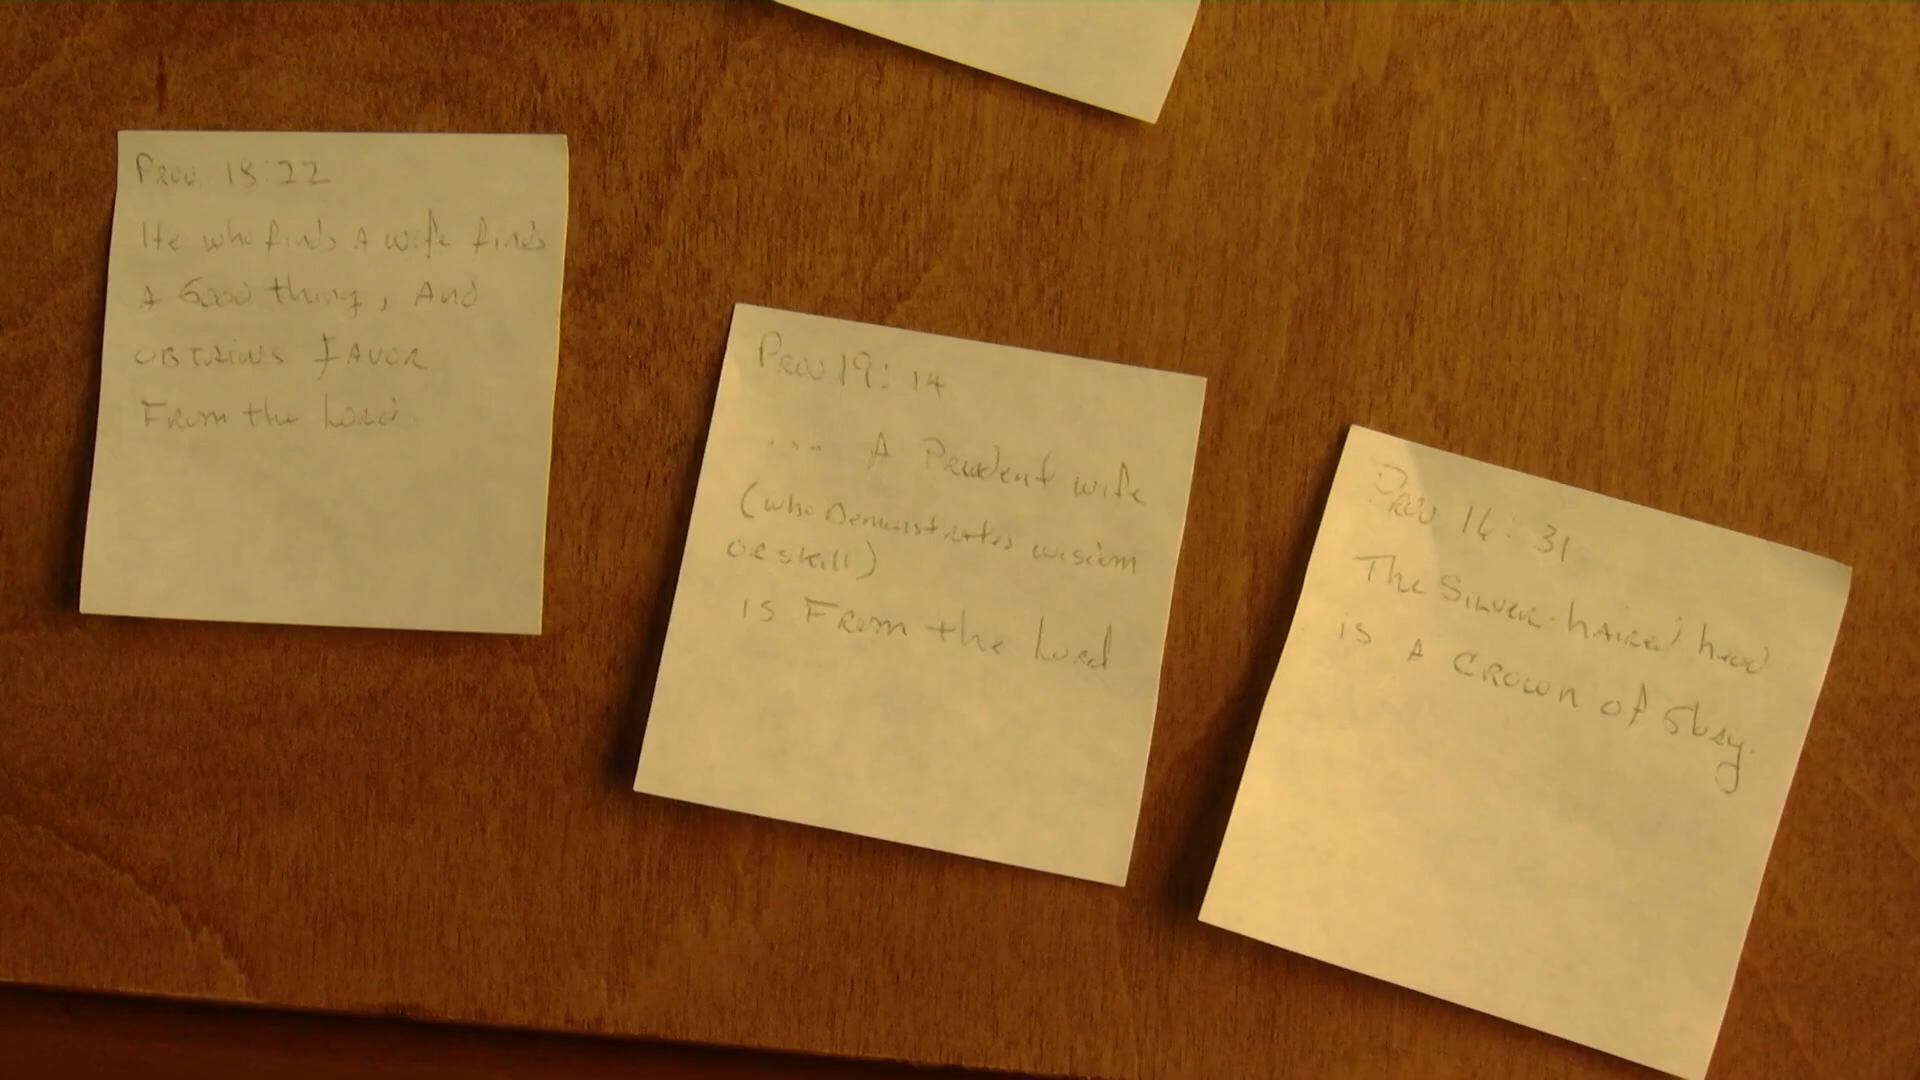 Prov 18:22
He who finds a wife finds
a Good thing, And
obtains favor
From the Lord.
Prov 19:14
... A Prudent wife
(who Demonstrates wisdom
or skill)
is From the Lord
Prov 16:31
The Silver-haired head
is a Crown of Glory.